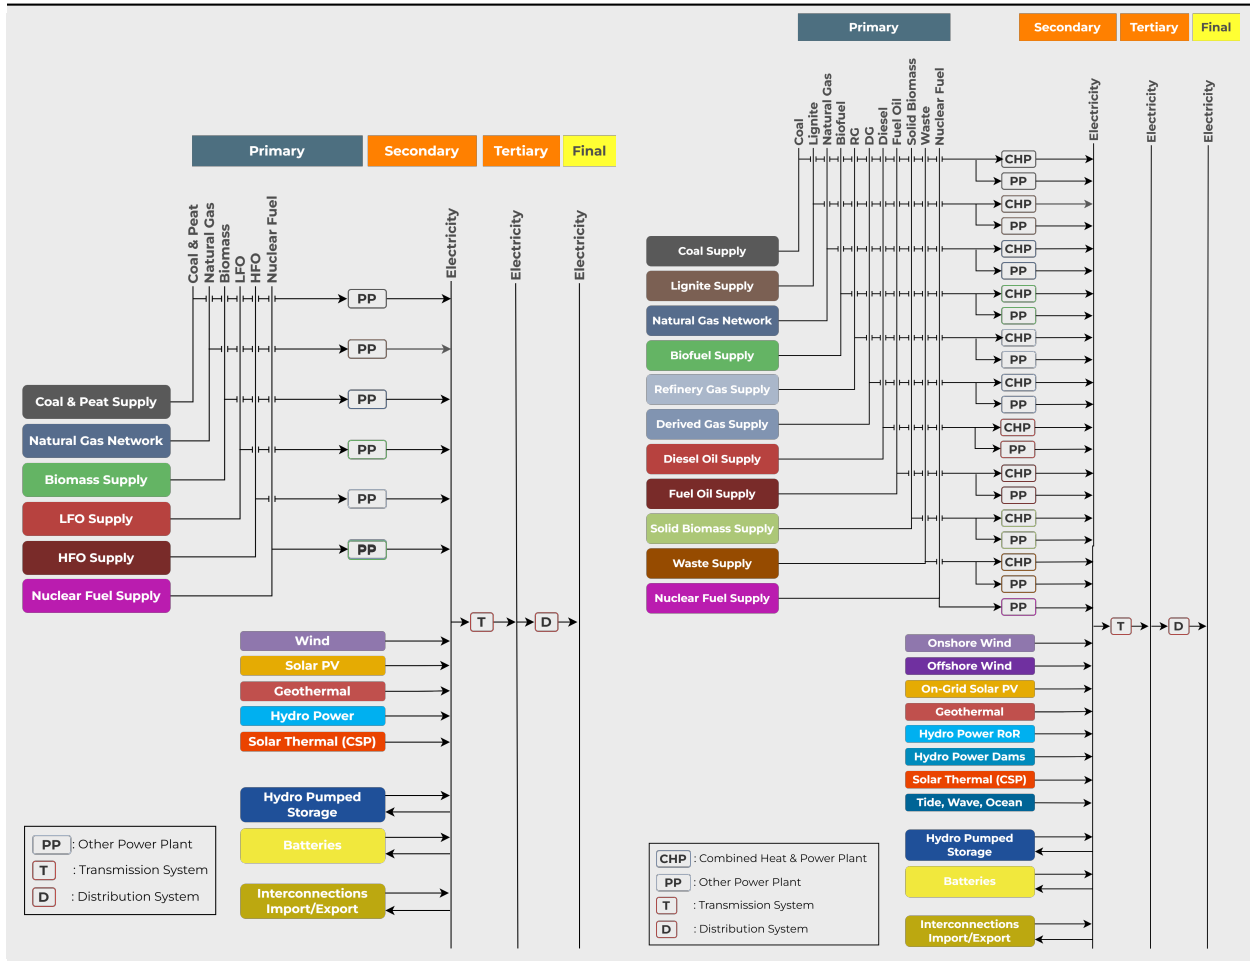 Primary
Secondary
Tertiary
Final
Coal & Peat
Natural Gas
Biomass
LFO
HFO
Nuclear Fuel
Electricity
Electricity
Electricity
PP
PP
PP
PP
PP
PP
Coal & Peat Supply
Natural Gas Network
Biomass Supply
LFO Supply
HFO Supply
Nuclear Fuel Supply
T
D
Wind
Solar PV
Geothermal
Hydro Power
Solar Thermal (CSP)
Hydro Pumped
Storage
Batteries
Interconnections
Import/Export
PP : Other Power Plant
T : Transmission System
D : Distribution System
Primary
Secondary
Tertiary
Final
Coal
Lignite
Natural Gas
Biofuel
RG
DG
Diesel
Fuel Oil
Solid Biomass
Waste
Nuclear Fuel
Electricity
Electricity
Electricity
CHP
PP
CHP
PP
CHP
PP
CHP
PP
CHP
PP
CHP
PP
CHP
PP
CHP
PP
CHP
PP
CHP
PP
PP
Coal Supply
Lignite Supply
Natural Gas Network
Biofuel Supply
Refinery Gas Supply
Derived Gas Supply
Diesel Oil Supply
Fuel Oil Supply
Solid Biomass Supply
Waste Supply
Nuclear Fuel Supply
T
D
Onshore Wind
Offshore Wind
On-Grid Solar PV
Geothermal
Hydro Power RoR
Hydro Power Dams
Solar Thermal (CSP)
Tide, Wave, Ocean
Hydro Pumped
Storage
Batteries
Interconnections
Import/Export
CHP : Combined Heat & Power Plant
PP : Other Power Plant
T : Transmission System
D : Distribution System